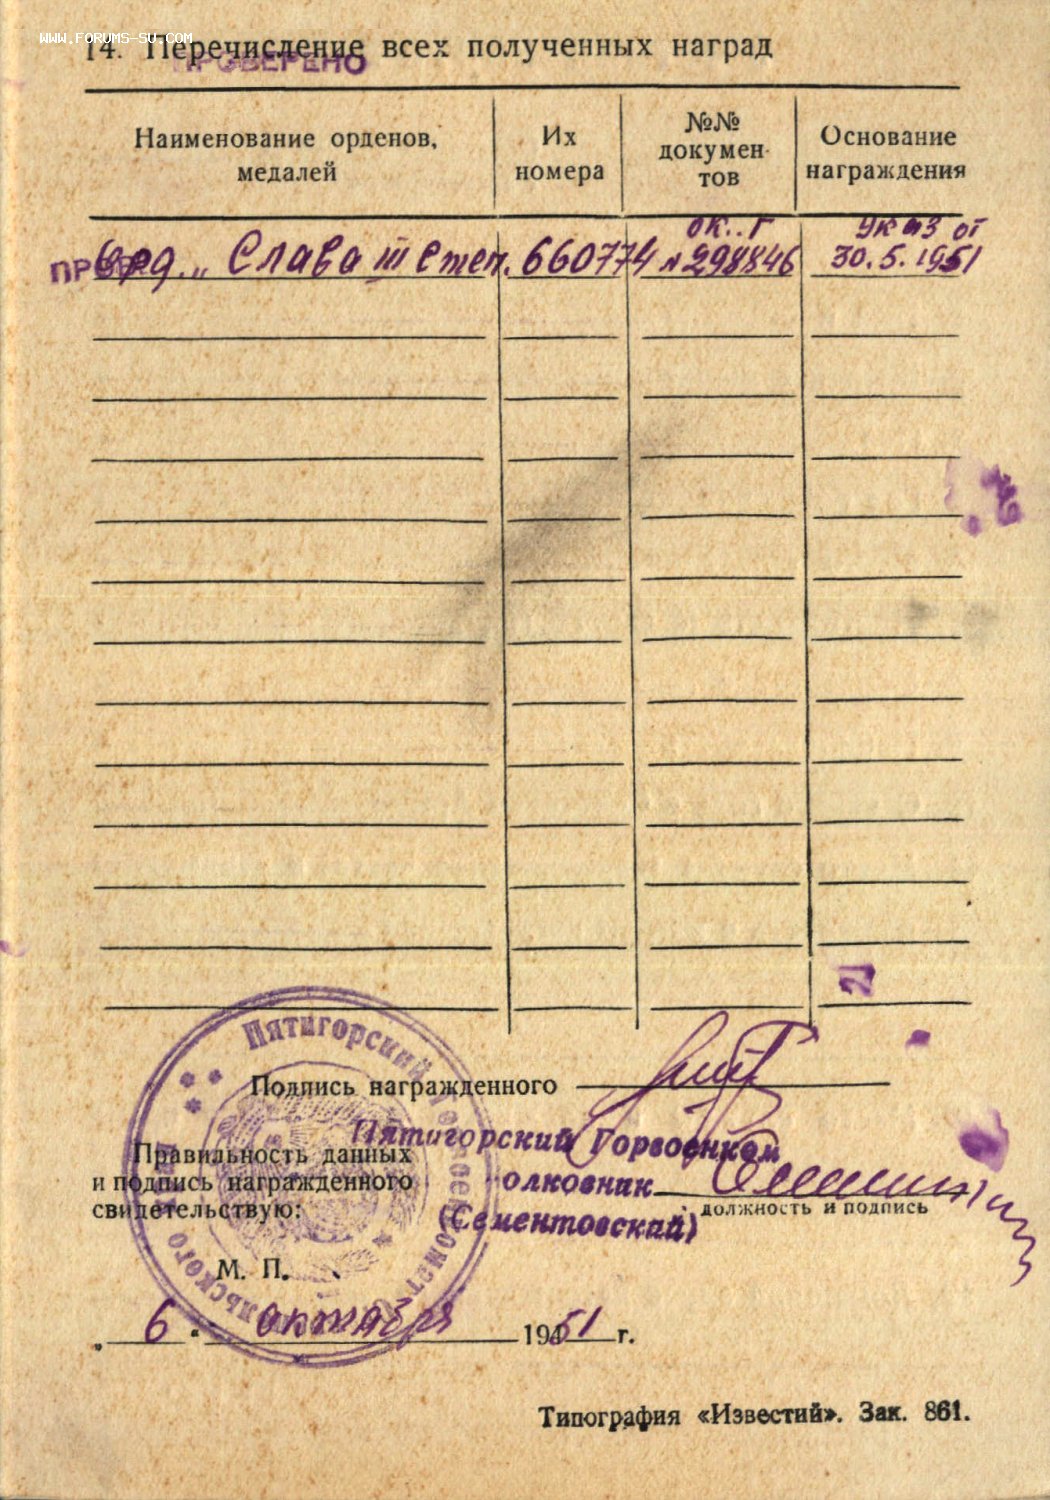 www.forums-su.com
14. Перечисление всех полученных наград
ПРОВЕРЕНО
Наименование орденов, медалей
Их номера
№№ докумен- тов
Основание награждения
ок. Г
Указ от
Орд. „Слава III степ. 660774 № 298846 30.5.1951
Подпись награжденного
Пятигорский Горвоенком
Правильность данных
и подпись награжденного
олковник
свидетельствую:
должность и подпись
(Сементовский)
М. П.
„ 6 " октября 1951 г.
Пятигорский
Типография «Известий». Зак. 861.